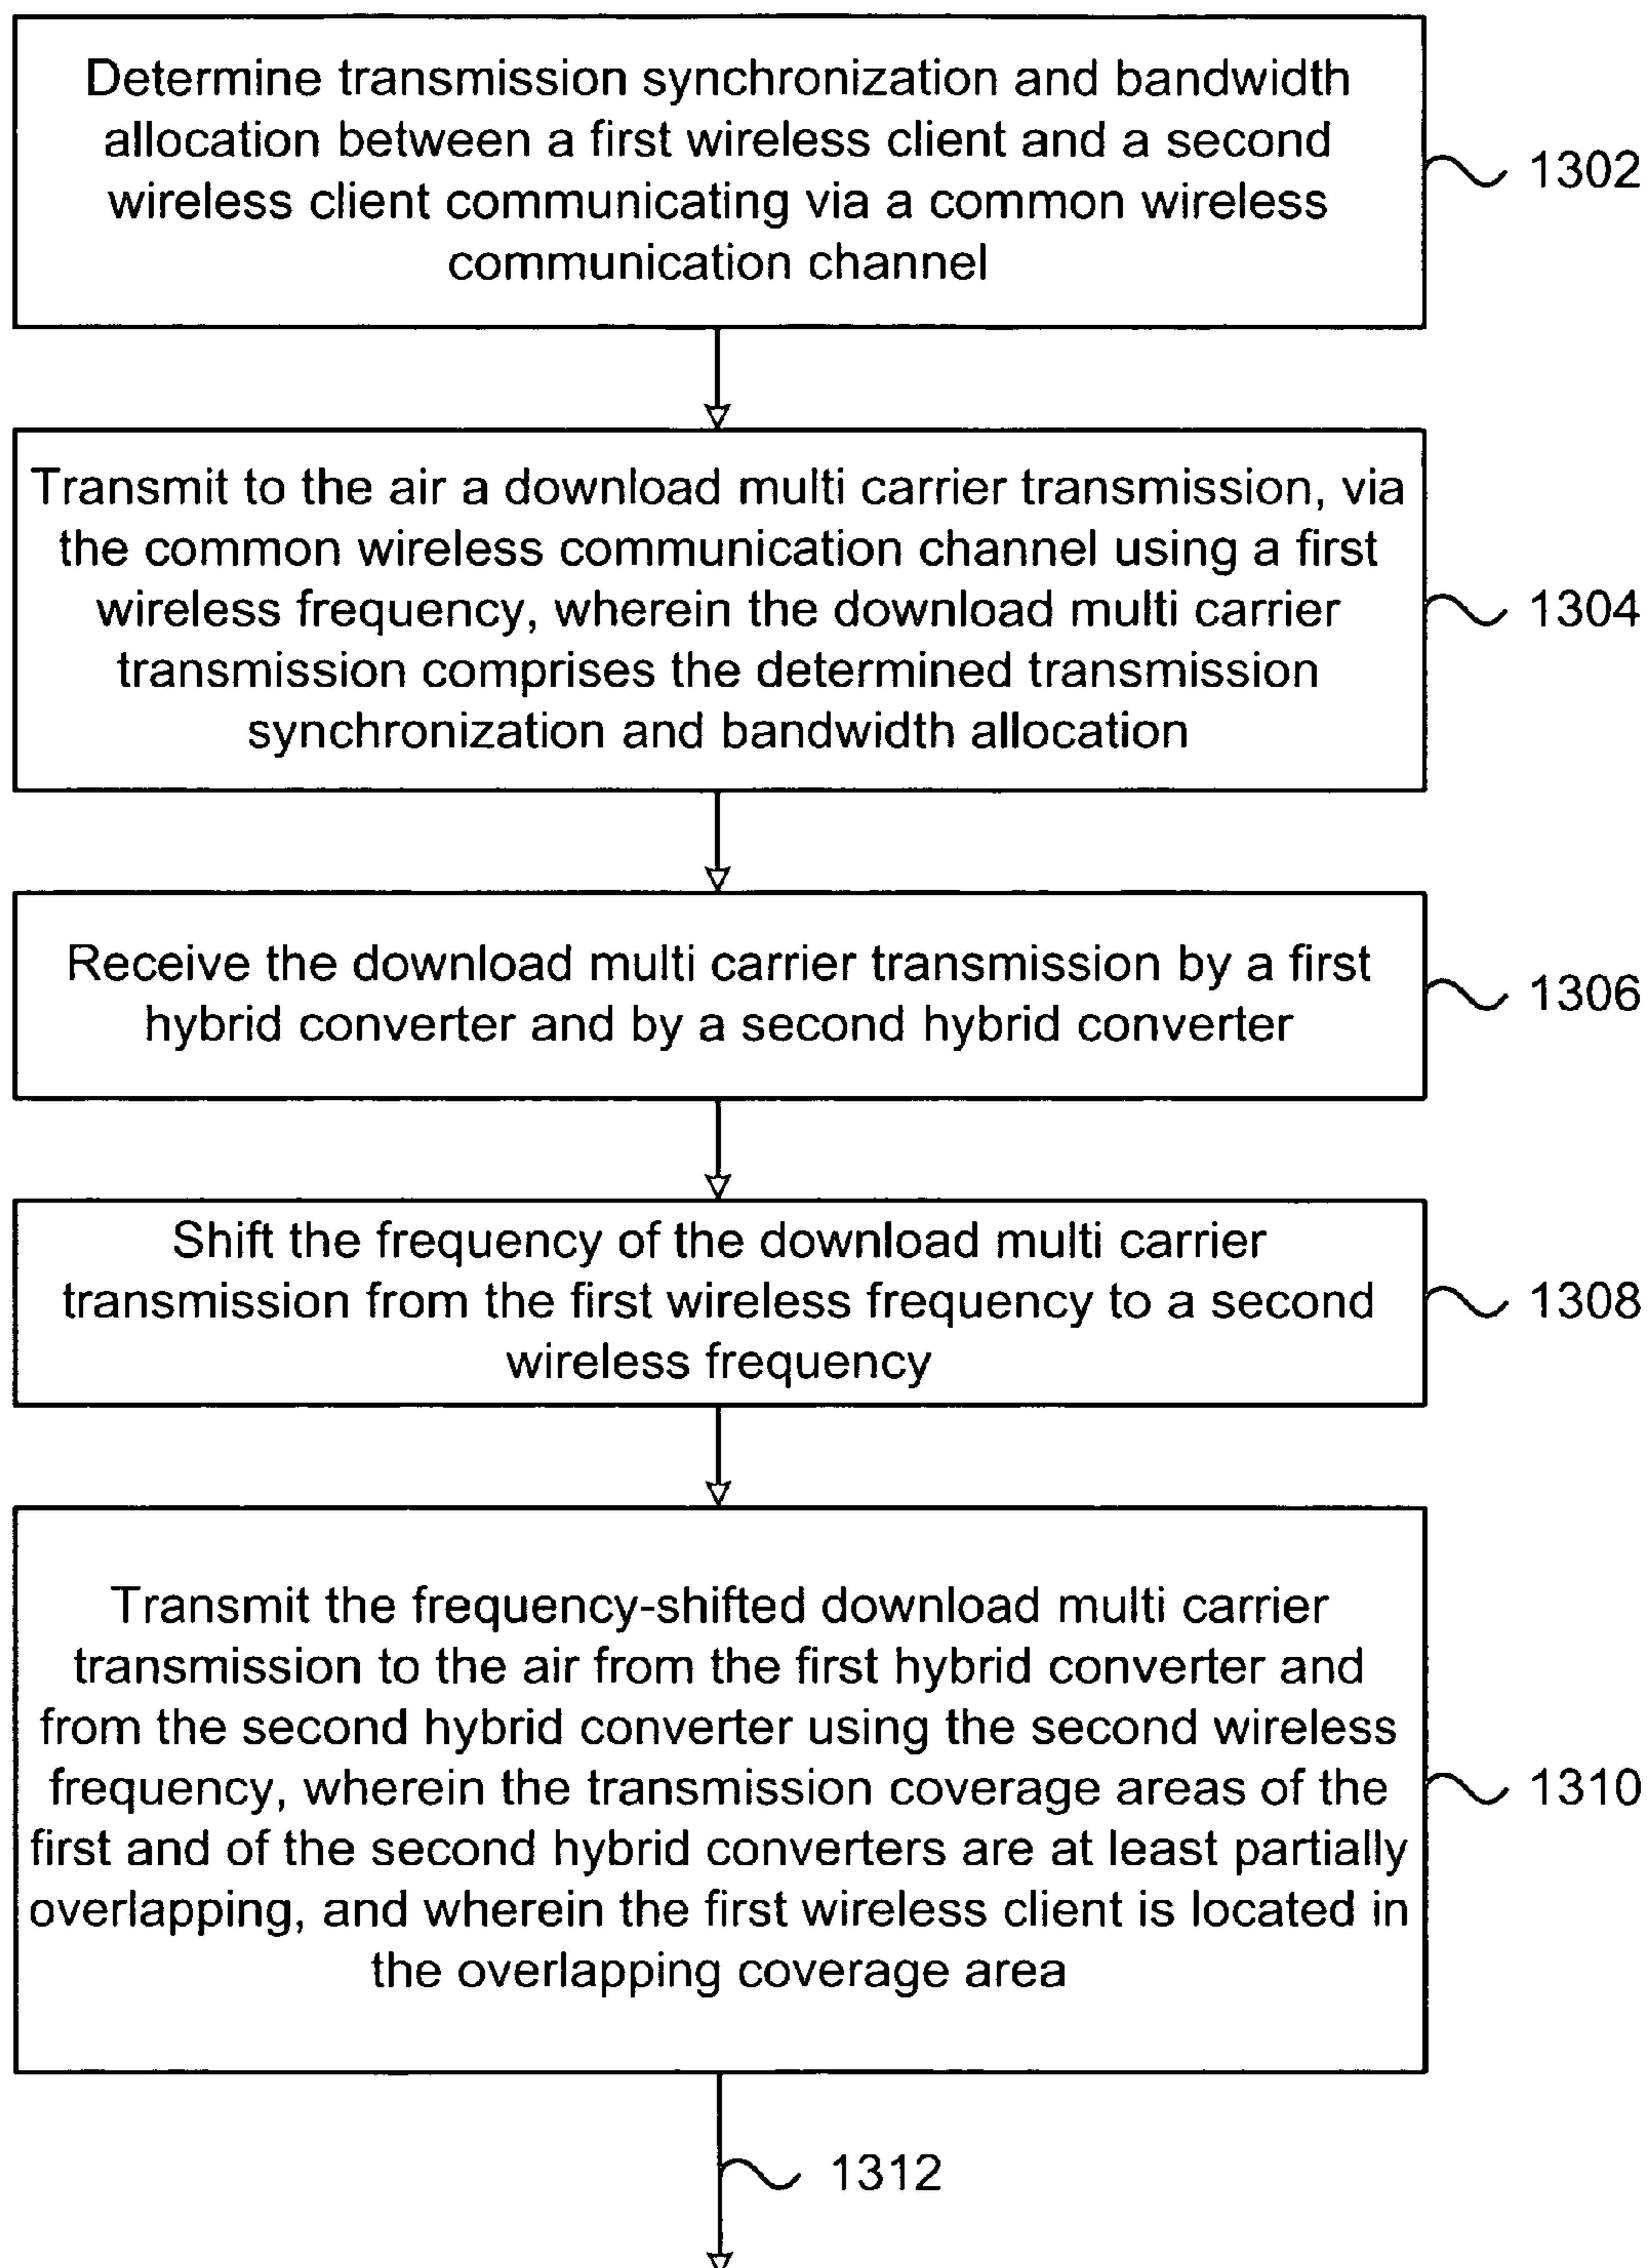 Determine transmission synchronization and bandwidth
allocation between a first wireless client and a second
wireless client communicating via a common wireless
communication channel
1302
Transmit to the air a download multi carrier transmission, via
the common wireless communication channel using a first
wireless frequency, wherein the download multi carrier
transmission comprises the determined transmission
synchronization and bandwidth allocation
1304
Receive the download multi carrier transmission by a first
hybrid converter and by a second hybrid converter
1306
Shift the frequency of the download multi carrier
transmission from the first wireless frequency to a second
wireless frequency
1308
Transmit the frequency-shifted download multi carrier
transmission to the air from the first hybrid converter and
from the second hybrid converter using the second wireless
frequency, wherein the transmission coverage areas of the
first and of the second hybrid converters are at least partially
overlapping, and wherein the first wireless client is located in
the overlapping coverage area
1310
1312